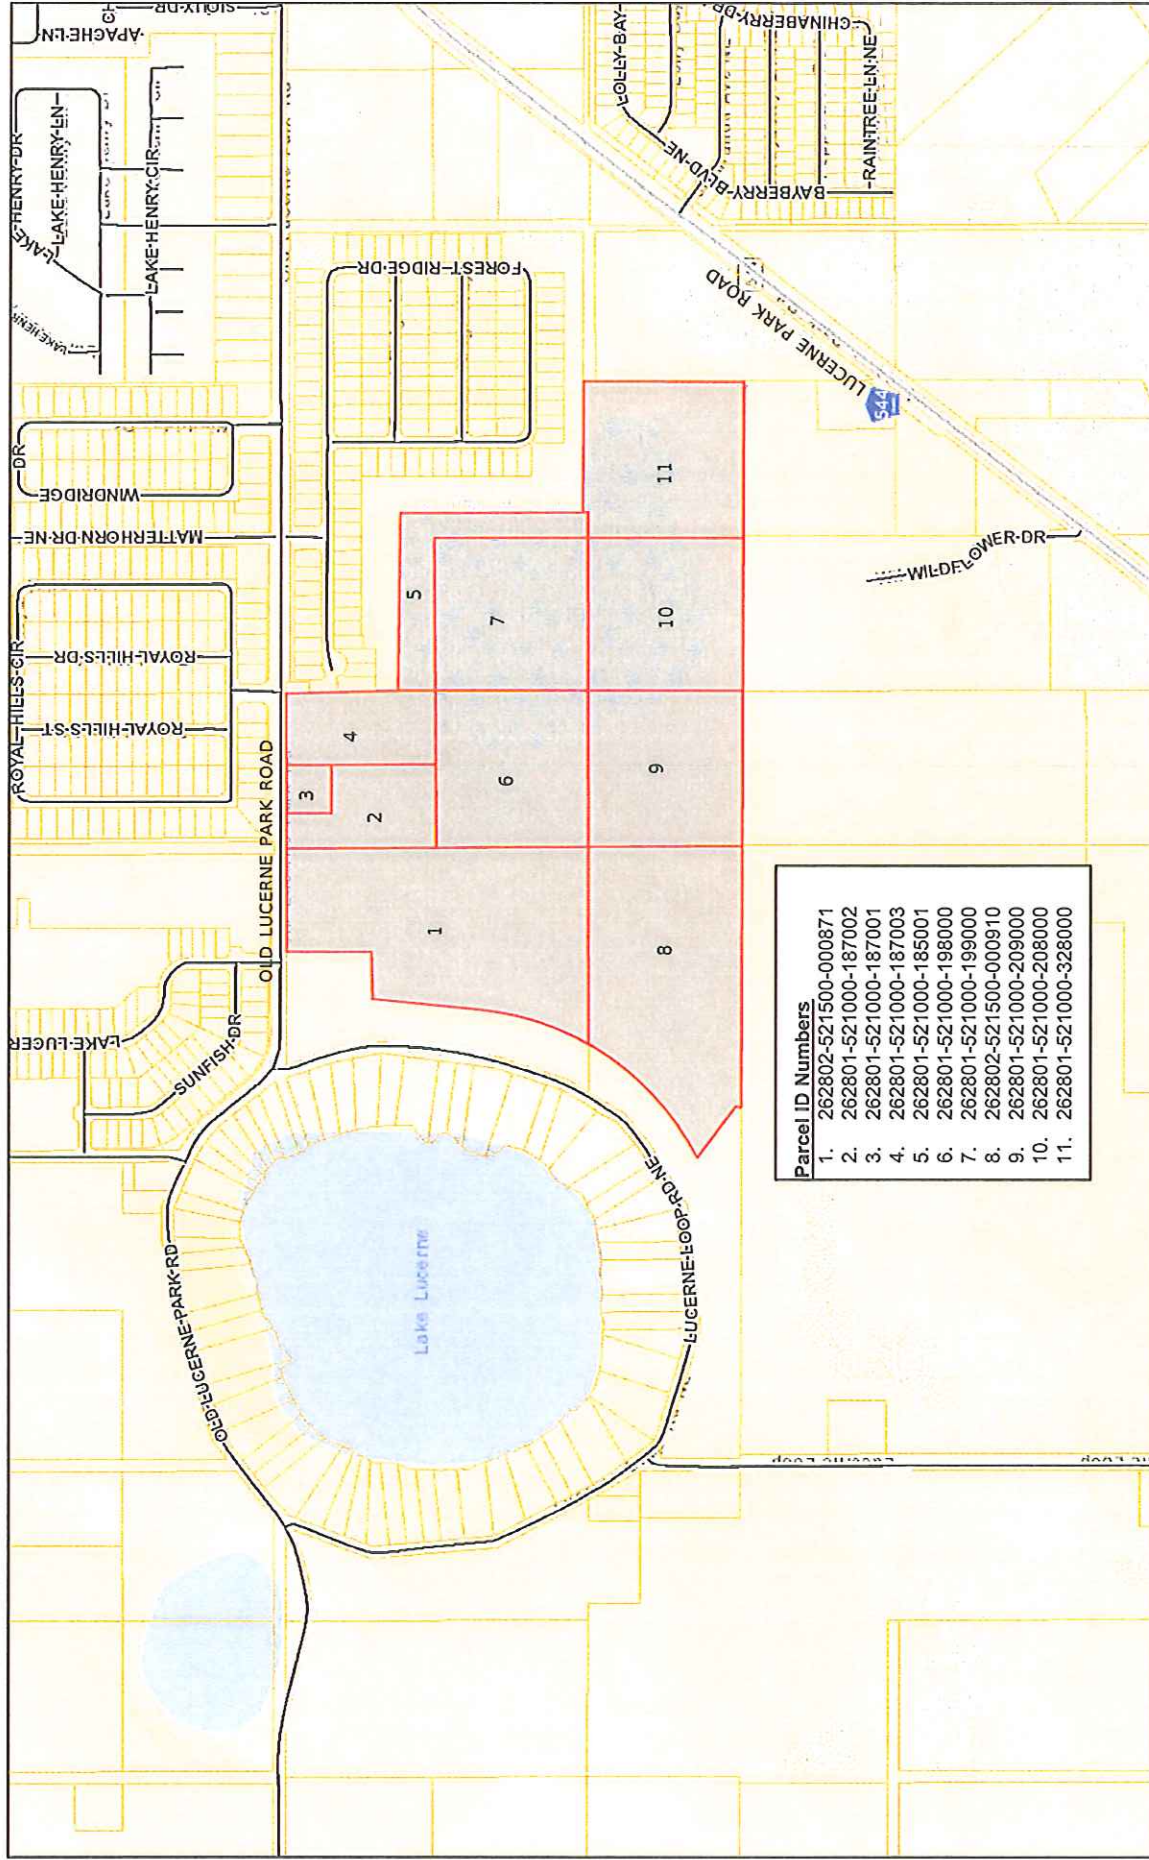 APACHE-LN
SIOUX-DR
LAKE-HENRY-DR
LAKE-HENRY-LN
LAKE-HENRY-CIR
WINDRIDGE
DR
MATTERHORN-DR-NE
ROYAL-HILLS-CIR
ROYAL-HILLS-DR
ROYAL-HILLS-ST
OLD LUCERNE PARK ROAD
LAKE-LUCER
SUNFISH-DR
OLD-LUCERNE-PARK-RD
Lake Lucerne
LUCERNE-LOOP-RD-NE
FOREST-RIDGE-DR
LOLLY-BAY
CHINABERRY-DR
BAYBERRY-BLVD-NE
RAIN-TREE-LN-NE
LUCERNE PARK ROAD
544
WILDFLOWER-DR
1
2
3
4
5
6
7
8
9
10
11
Parcel ID Numbers
1. 262802-521500-000871
2. 262801-521000-187002
3. 262801-521000-187001
4. 262801-521000-187003
5. 262801-521000-185001
6. 262801-521000-198000
7. 262801-521000-199000
8. 262802-521500-000910
9. 262801-521000-209000
10. 262801-521000-208000
11. 262801-521000-328000